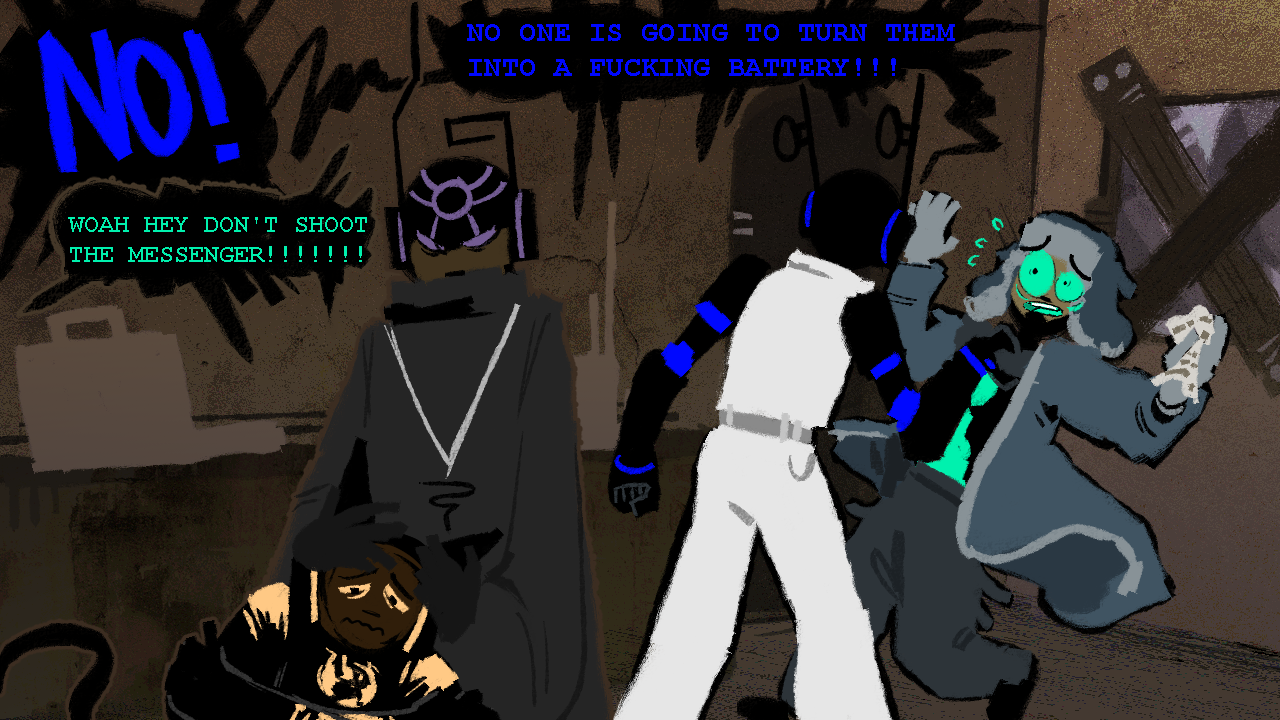 NO!
NO ONE IS GOING TO TURN THEM
INTO A FUCKING BATTERY!!!
WOAH HEY DON'T SHOOT
THE MESSENGER!!!!!!!